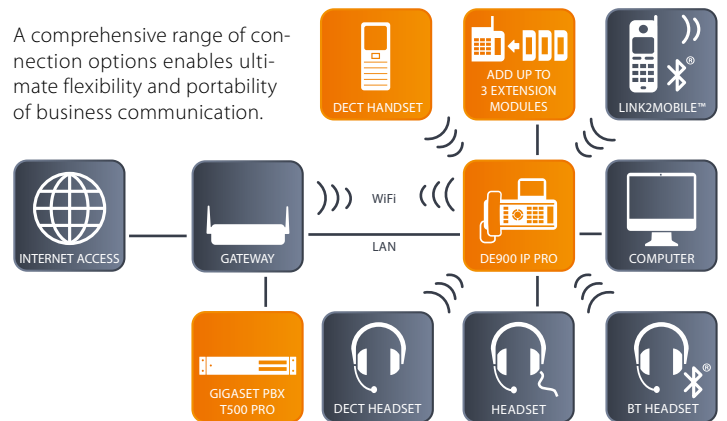 A comprehensive range of con-
nection options enables ulti-
mate flexibility and portability
of business communication.
DECT HANDSET
ADD UP TO
3 EXTENSION
MODULES
®
LINK2MOBILE™
INTERNET ACCESS
GATEWAY
WiFi
LAN
DE900 IP PRO
COMPUTER
GIGASET PBX
T500 PRO
DECT HEADSET
HEADSET
®
BT HEADSET